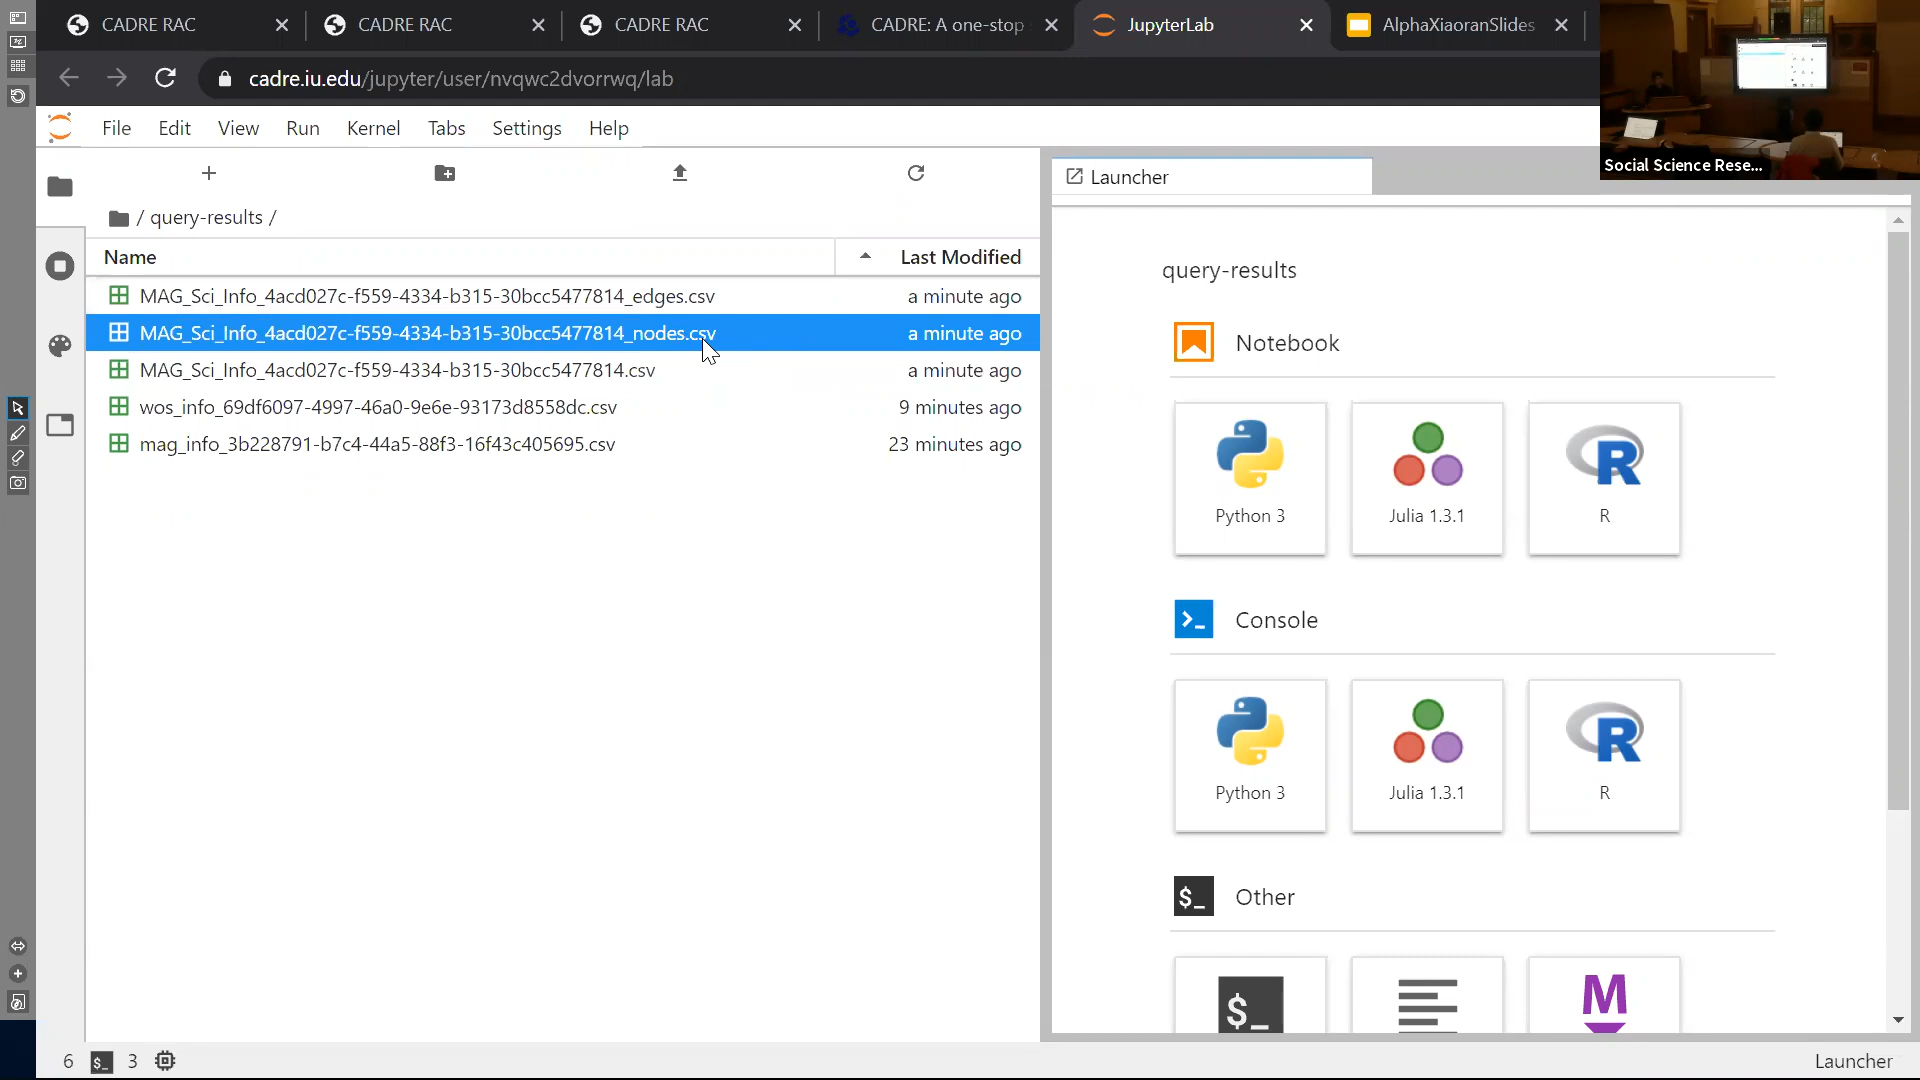 CADRE RAC
CADRE RAC
CADRE RAC
CADRE: A one-stop
JupyterLab
AlphaXiaoranSlides
cadre.iu.edu/jupyter/user/nvqwc2dvorrwq/lab
File Edit View Run Kernel Tabs Settings Help
Social Science Rese...
/ query-results /
Name Last Modified
MAG_Sci_Info_4acd027c-f559-4334-b315-30bcc5477814_edges.csv a minute ago
MAG_Sci_Info_4acd027c-f559-4334-b315-30bcc5477814_nodes.csv a minute ago
MAG_Sci_Info_4acd027c-f559-4334-b315-30bcc5477814.csv a minute ago
wos_info_69df6097-4997-46a0-9e6e-93173d8558dc.csv 9 minutes ago
mag_info_3b228791-b7c4-44a5-88f3-16f43c405695.csv 23 minutes ago
Launcher
query-results
Notebook
Python 3
Julia 1.3.1
R
R
Console
Python 3
Julia 1.3.1
R
R
$_ Other
$_
M
6 $_ 3
Launcher